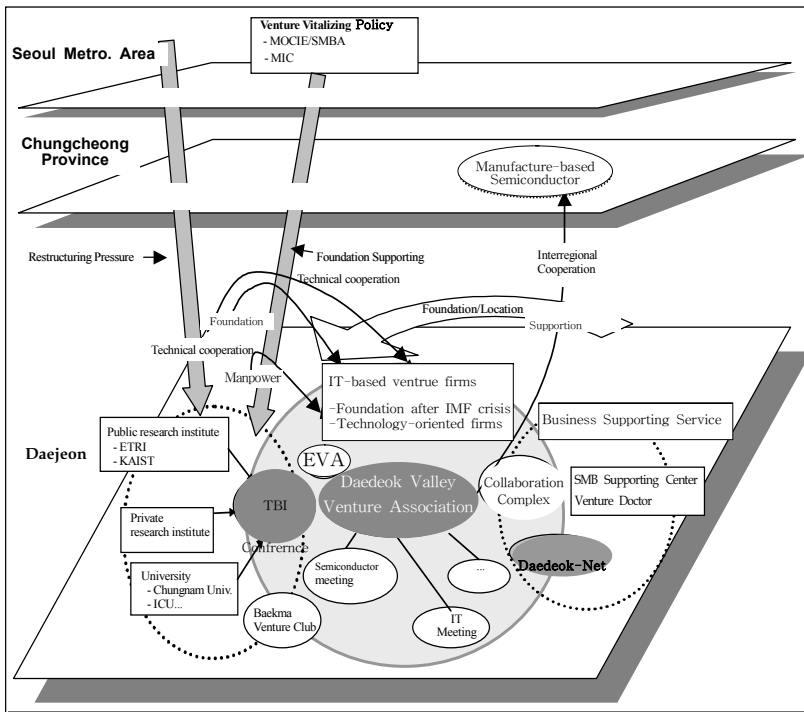 Venture Vitalizing Policy
- MOCIE/SMBA
- MIC
Seoul Metro. Area
Chungcheong
Province
Manufacture-based
Semiconductor
Restructuring Pressure
Foundation Supporting
Technical cooperation
Interregional
Cooperation
Foundation/Location
Foundation
Supportion
Technical cooperation
Manpower
IT-based ventrue firms
-Foundation after IMF crisis
-Technology-oriented firms
Business Supporting Service
Daejeon
Public research institute
- ETRI
- KAIST
EVA
Daedeok Valley
Venture Association
Collaboration
Complex
SMB Supporting Center
Venture Doctor
TBI
Private
research institute
Confrernce
Daedeok-Net
Semiconductor
meeting
...
University
- Chungnam Univ.
- ICU...
Baekma
Venture Club
IT
Meeting